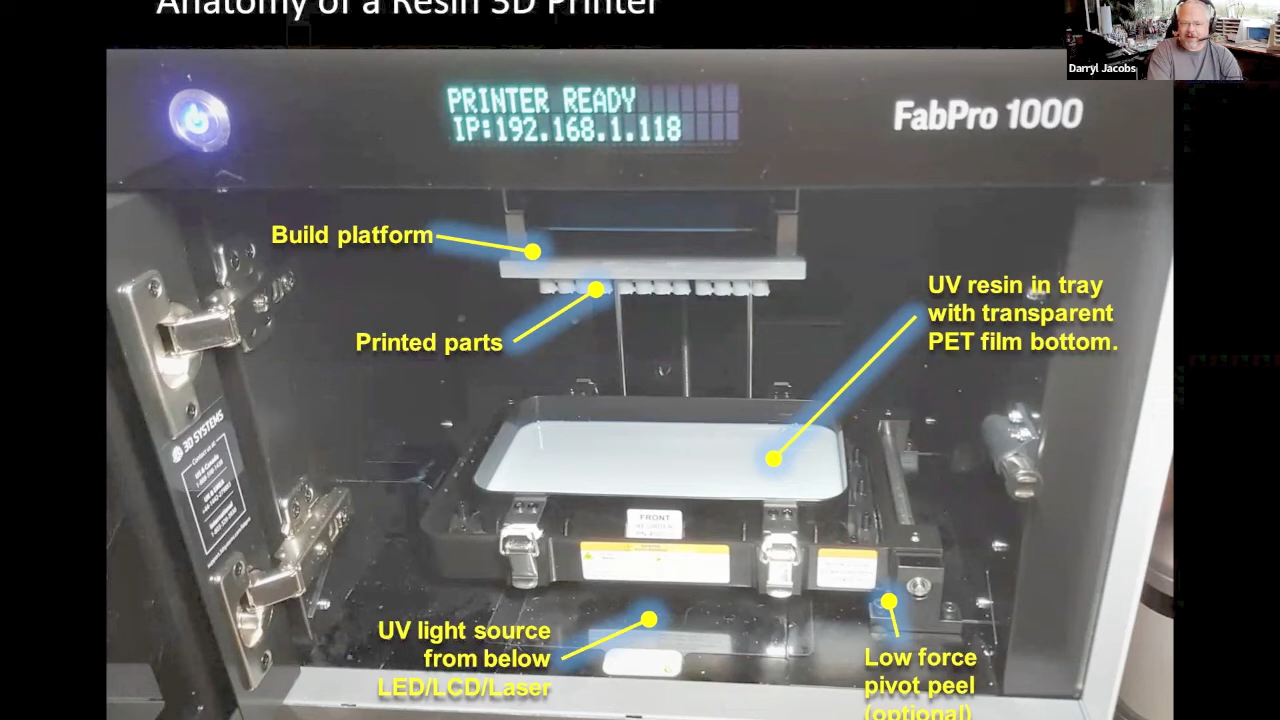 Anatomy of a Resin 3D Printer
Darryl Jacobs
PRINTER READY
IP:192.168.1.118
FabPro 1000
Build platform
UV resin in tray
with transparent
PET film bottom.
Printed parts
3D SYSTEMS
FRONT
UV light source
from below
LED/LCD/Laser
Low force
pivot peel
(optional)